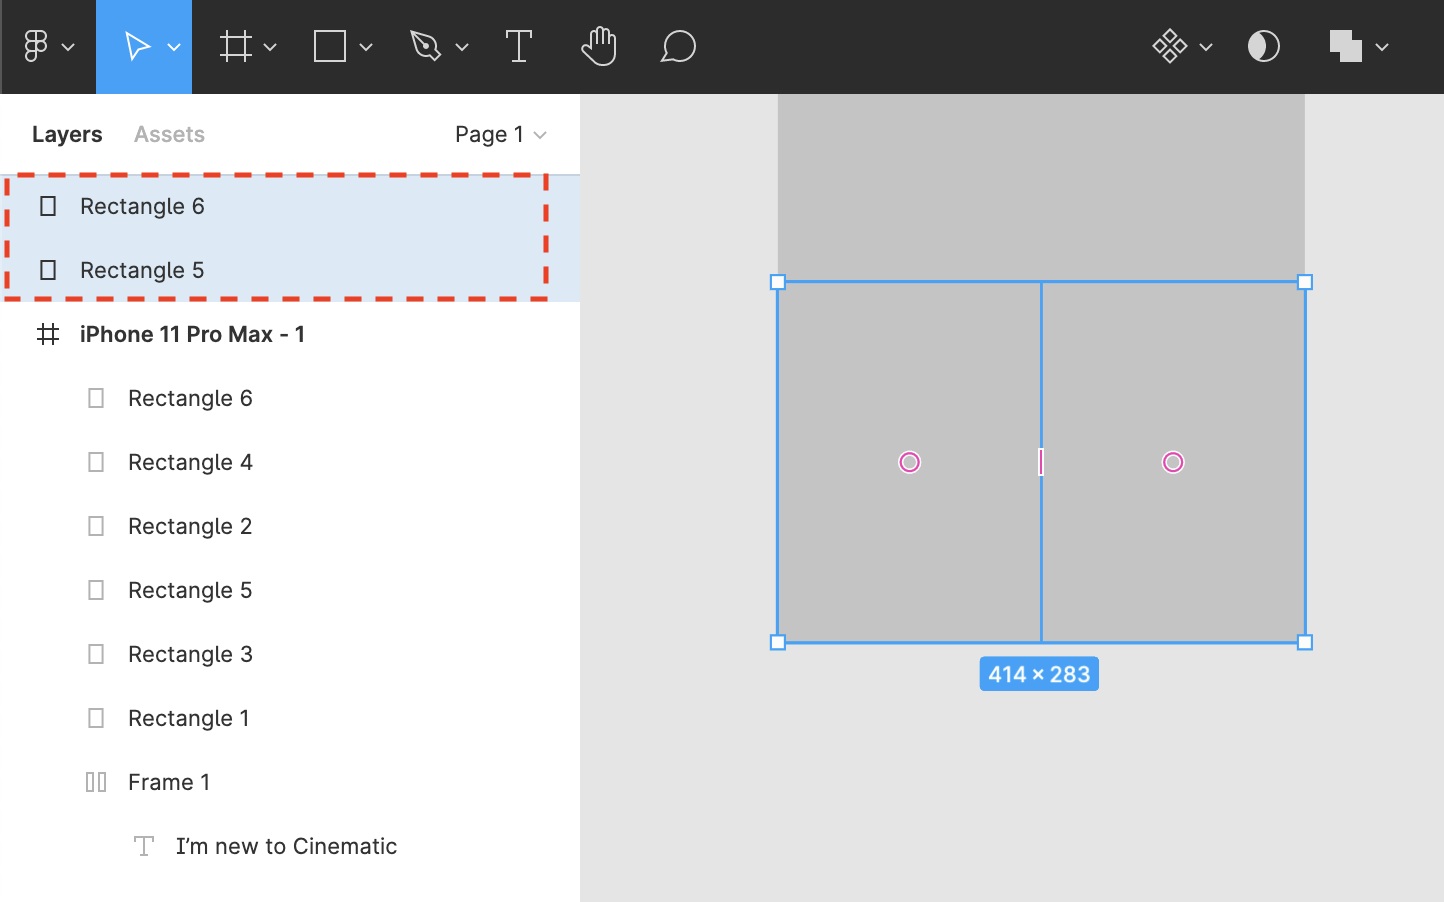 Layers Assets Page 1
Rectangle 6
Rectangle 5
iPhone 11 Pro Max - 1
Rectangle 6
Rectangle 4
Rectangle 2
Rectangle 5
Rectangle 3
Rectangle 1
Frame 1
I’m new to Cinematic
414 × 283